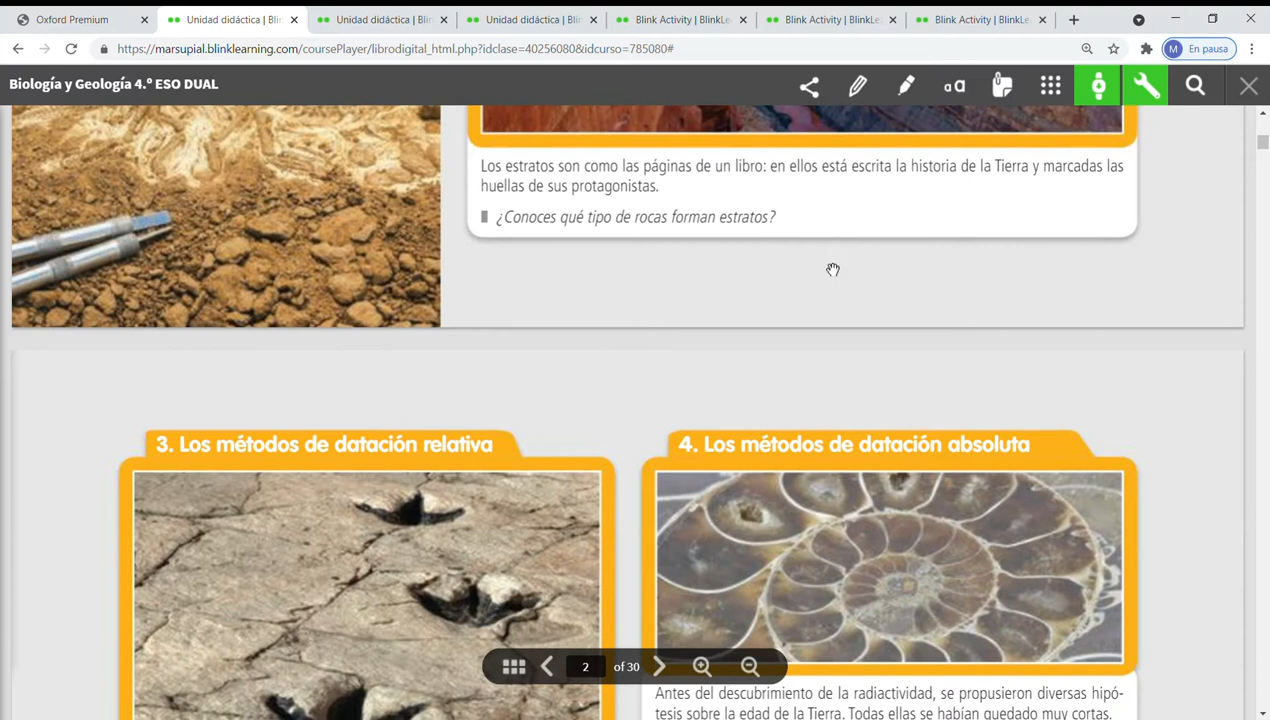 Oxford Premium
Unidad didáctica | Bli
Unidad didáctica | Bli
Unidad didáctica | Bli
Blink Activity | BlinkLe
Blink Activity | BlinkLe
Blink Activity | BlinkLe
https://marsupial.blinklearning.com/coursePlayer/librodigital_html.php?idclase=40256080&idcurso=785080#
M En pausa
Biología y Geología 4.º ESO DUAL
aa
Los estratos son como las páginas de un libro: en ellos está escrita la historia de la Tierra y marcadas las
huellas de sus protagonistas.
¿Conoces qué tipo de rocas forman estratos?
3. Los métodos de datación relativa
4. Los métodos de datación absoluta
2 of 30
Antes del descubrimiento de la radiactividad, se propusieron diversas hipó-
tesis sobre la edad de la Tierra. Todas ellas se habían quedado muy cortas.